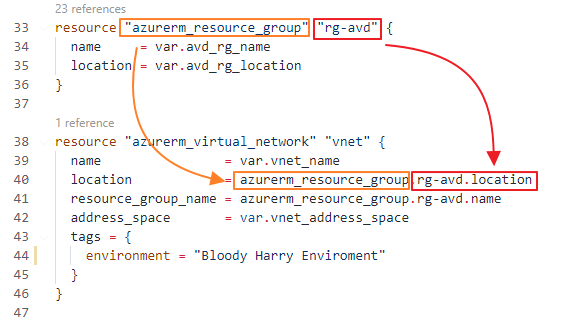 23 references
33 resource "azurerm_resource_group" "rg-avd" {
34   name     = var.avd_rg_name
35   location = var.avd_rg_location
36 }
37
1 reference
38 resource "azurerm_virtual_network" "vnet" {
39   name                = var.vnet_name
40   location            = azurerm_resource_group.rg-avd.location
41   resource_group_name = azurerm_resource_group.rg-avd.name
42   address_space       = var.vnet_address_space
43   tags = {
44     environment = "Bloody Harry Enviroment"
45   }
46 }
47